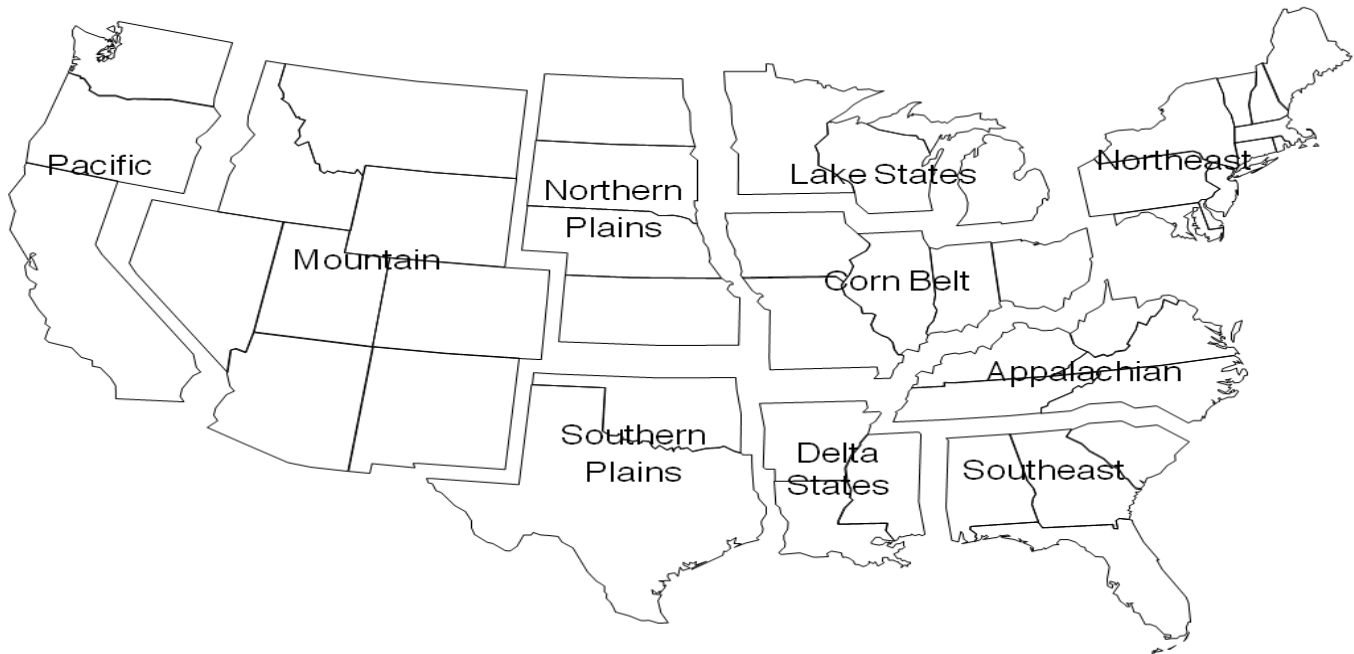 Pacific
Northeast
Lake States
Northern
Plains
Mountain
Corn Belt
Appalachian
Southern
Plains
Delta
States
Southeast